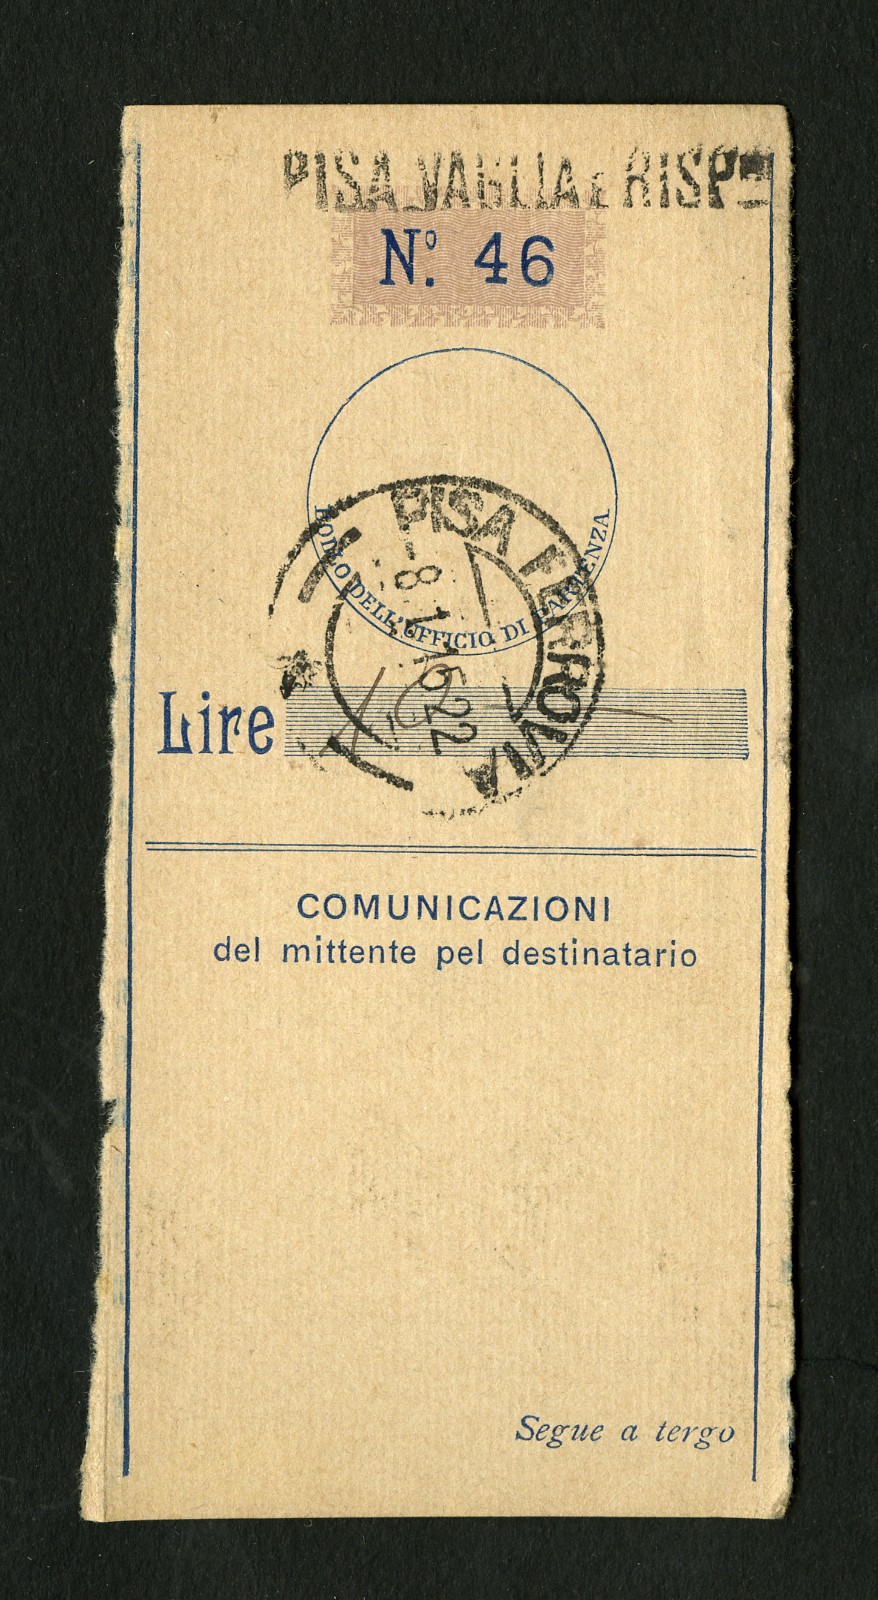 PISA VAGLIA E RISP
Nº. 46
BOLLO DELL'UFFICIO DI PARTENZA
PISA FERROVIA
Lire
COMUNICAZIONI
del mittente pel destinatario
Segue a tergo